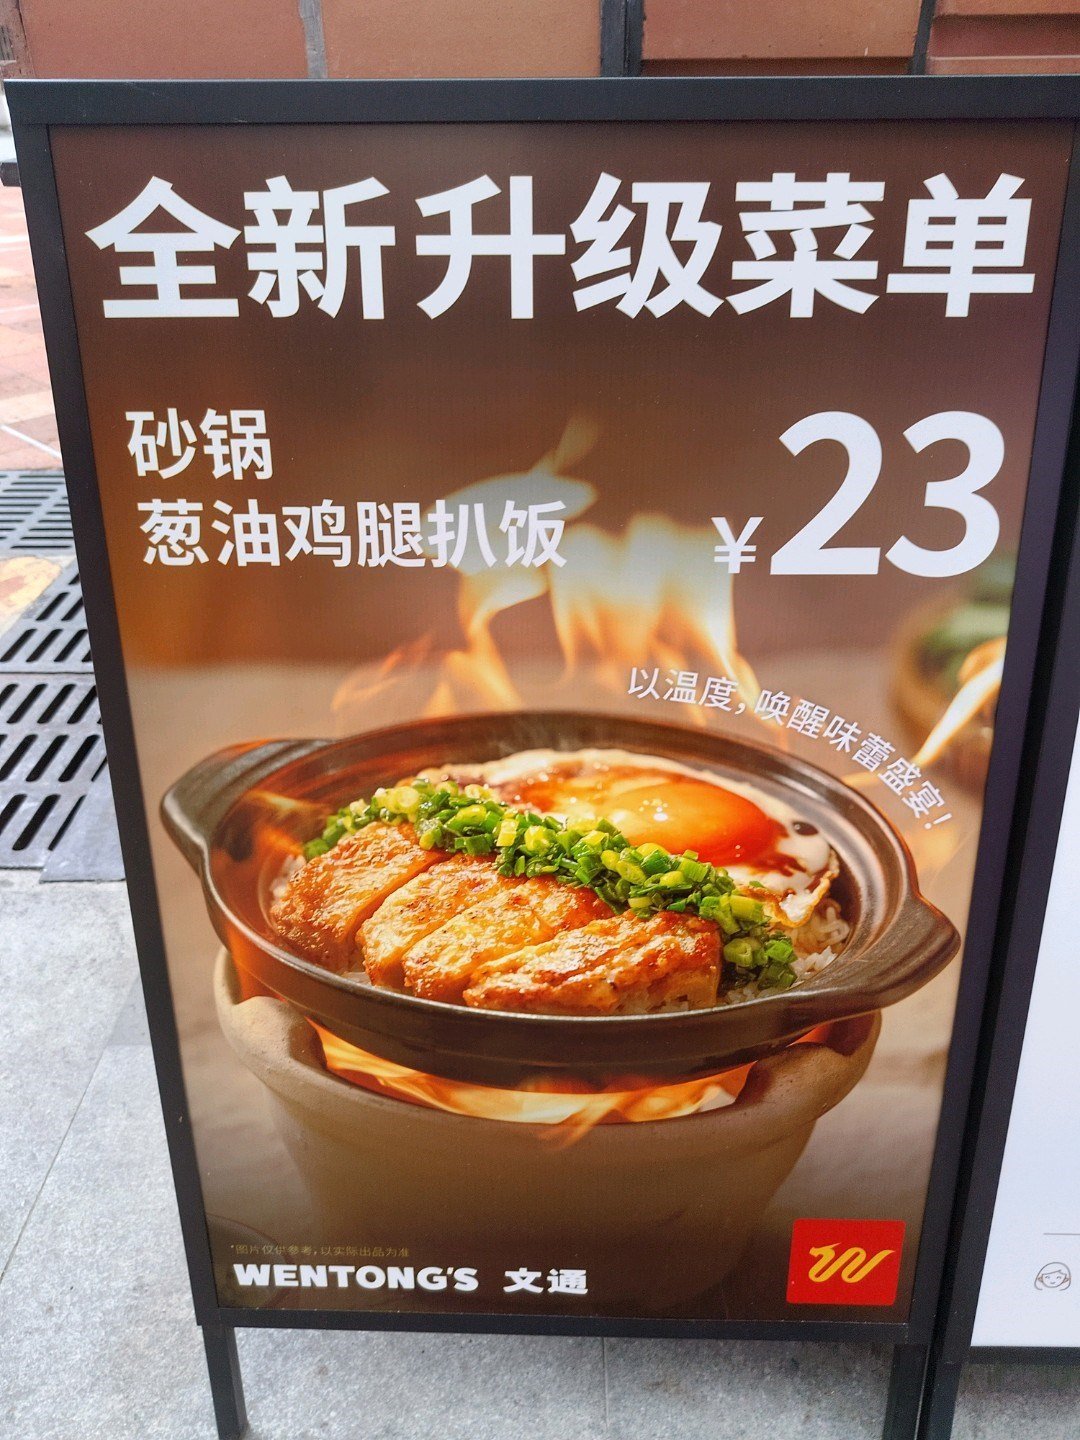 全新升级菜单
砂锅
葱油鸡腿扒饭
¥23
以温度，唤醒味蕾盛宴！
*图片仅供参考，以实际出品为准
WENTONG'S 文通